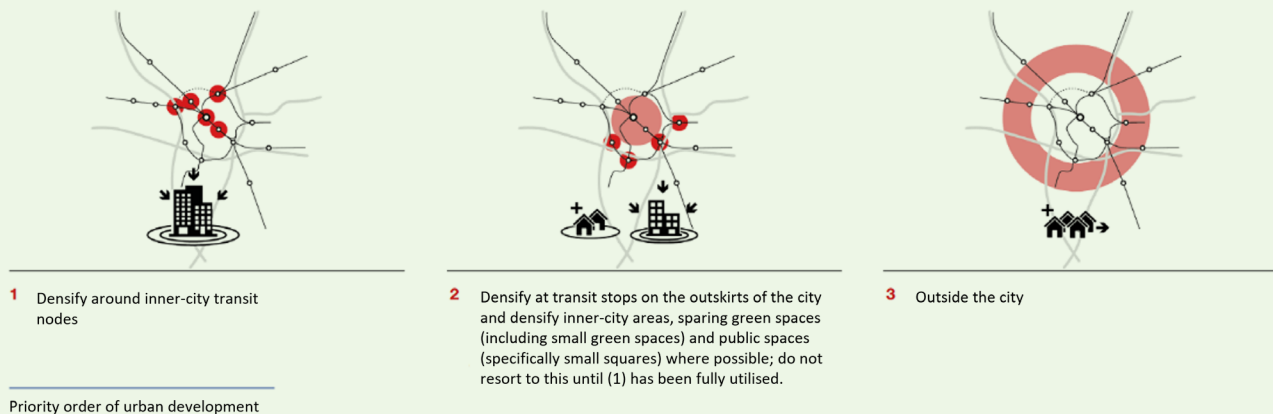 1 Densify around inner-city transit
nodes
2 Densify at transit stops on the outskirts of the city
and densify inner-city areas, sparing green spaces
(including small green spaces) and public spaces
(specifically small squares) where possible; do not
resort to this until (1) has been fully utilised.
3 Outside the city
Priority order of urban development